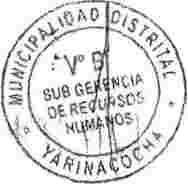 MUNICIPALIDAD DISTRITAL
V° B°
SUB GERENCIA
DE RECURSOS
HUMANOS
YARINACOCHA